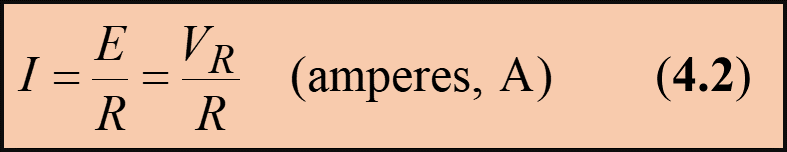 I = E/R = V_R/R (amperes, A) (4.2)